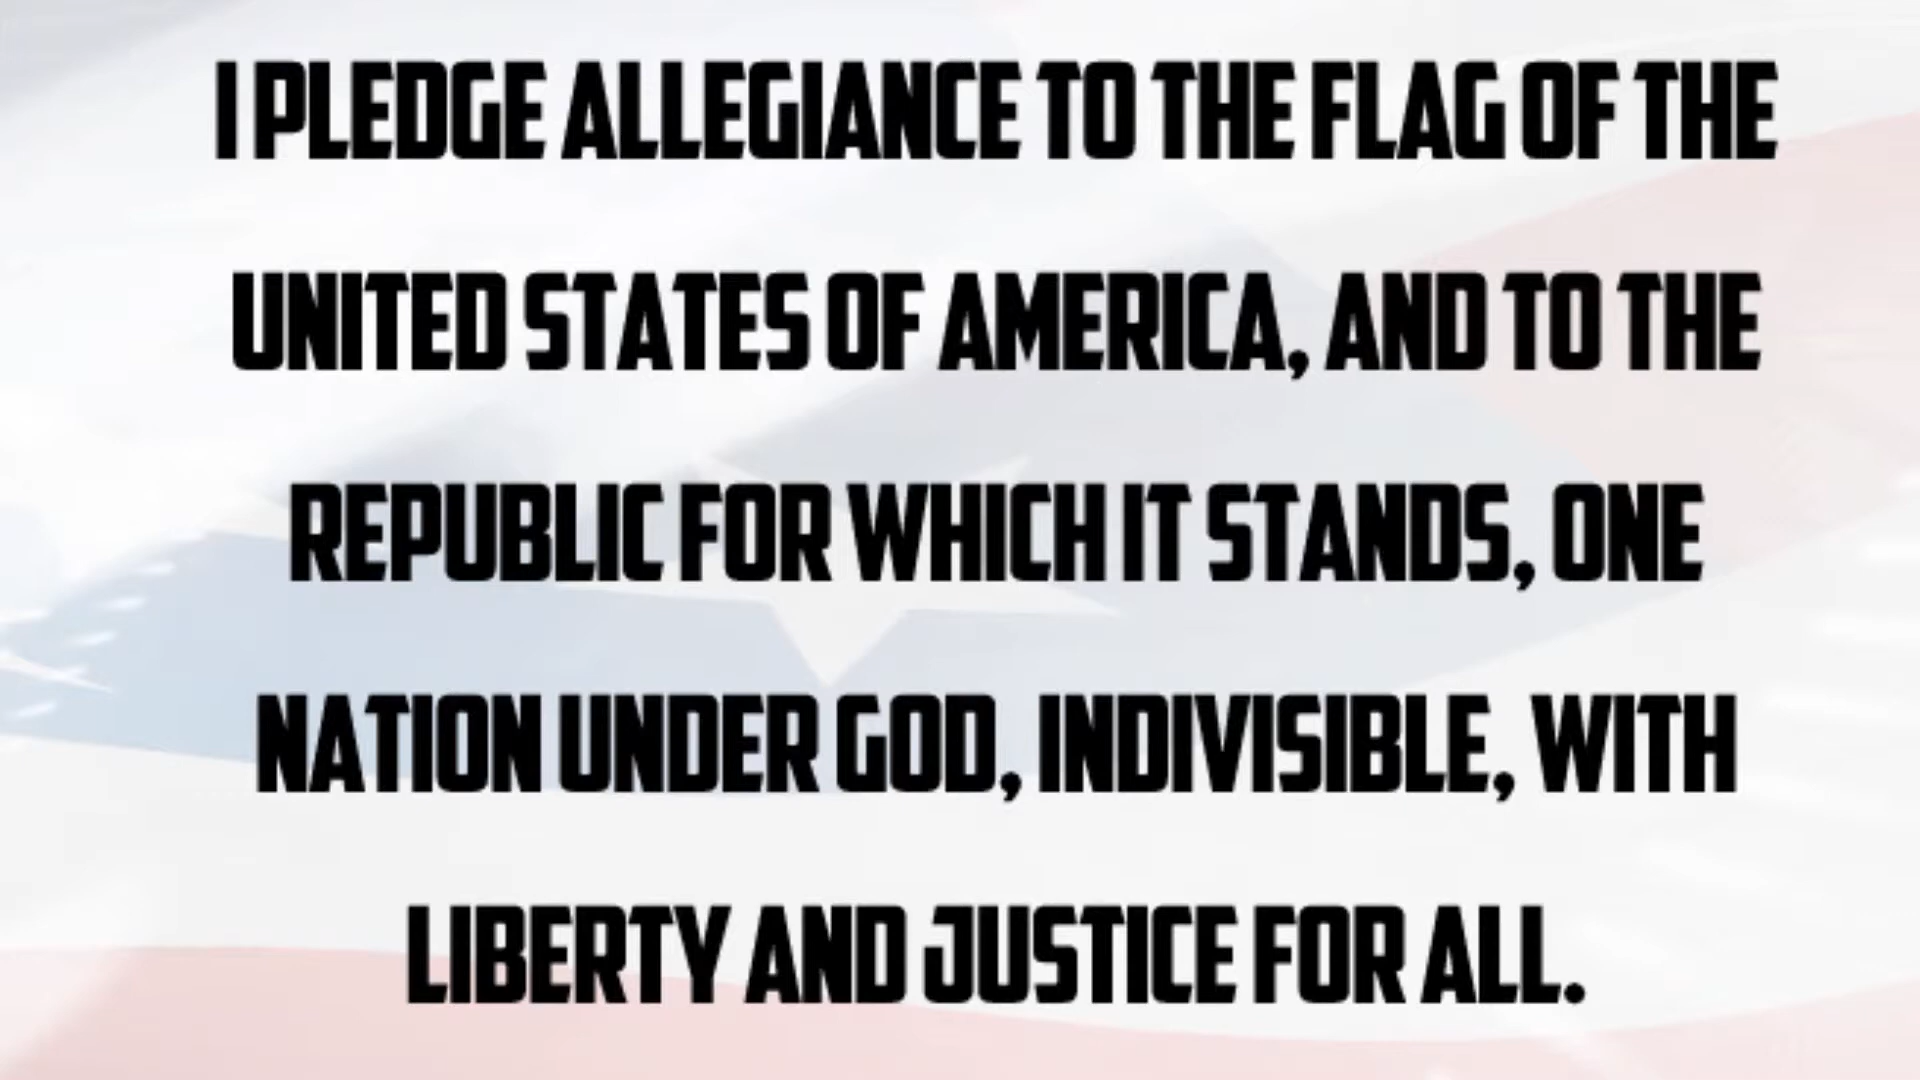 I PLEDGE ALLEGIANCE TO THE FLAG OF THE
UNITED STATES OF AMERICA, AND TO THE
REPUBLIC FOR WHICH IT STANDS, ONE
NATION UNDER GOD, INDIVISIBLE, WITH
LIBERTY AND JUSTICE FOR ALL.